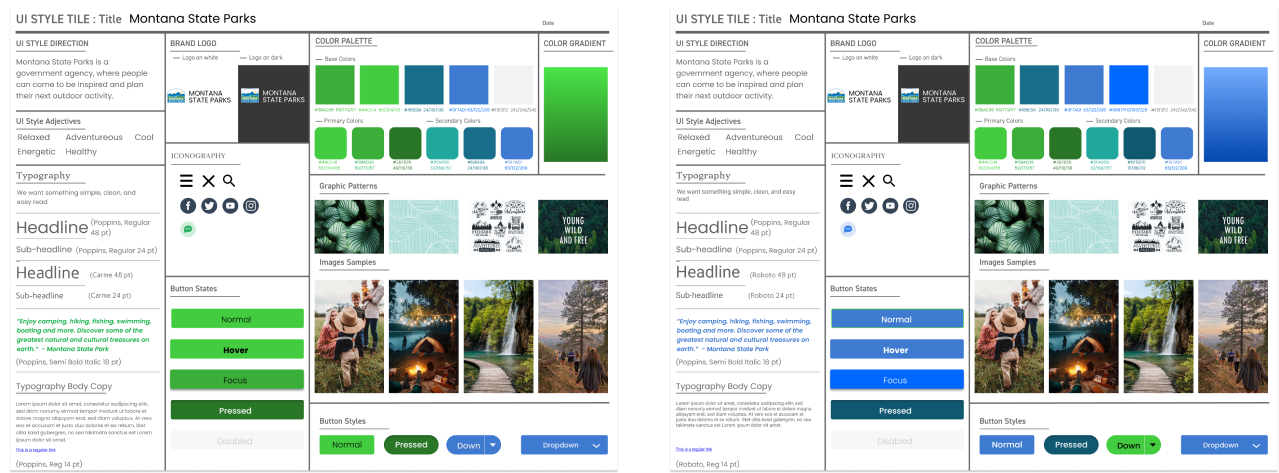 UI STYLE TILE : Title Montana State Parks
Date
UI STYLE DIRECTION
Montana State Parks is a
government agency, where people
can come to be inspired and plan
their next outdoor activity.
UI Style Adjectives
Relaxed Adventureous Cool
Energetic Healthy
Typography
We want something simple, clean, and
easy read
Headline (Poppins, Regular
48 pt)
Sub-headline (Poppins, Regular 24 pt)
Headline (Carme 48 pt)
Sub-headline (Carme 24 pt)
"Enjoy camping, hiking, fishing, swimming,
boating and more. Discover some of the
greatest natural and cultural treasures on
earth." - Montana State Park
(Poppins, Semi Bold Italic 18 pt)
Typography Body Copy
Lorem ipsum dolor sit amet, consetetur sadipscing elitr,
sed diam nonumy eirmod tempor invidunt ut labore et
dolore magna aliquyam erat, sed diam voluptua. At vero
eos et accusam et justo duo dolores et ea rebum. Stet
clita kasd gubergren, no sea takimata sanctus est Lorem
ipsum dolor sit amet.
This is a regular link
(Poppins, Reg 14 pt)
BRAND LOGO
— Logo on white — Logo on dark
MONTANA
STATE PARKS
MONTANA
STATE PARKS
ICONOGRAPHY
Button States
Normal
Hover
Focus
Pressed
Disabled
COLOR PALETTE
— Base Colors
— Primary Colors — Secondary Colors
COLOR GRADIENT
Graphic Patterns
YOUNG
WILD
AND FREE
Images Samples
Button Styles
Normal
Pressed
Down
Dropdown
UI STYLE TILE : Title Montana State Parks
Date
UI STYLE DIRECTION
Montana State Parks is a
government agency, where people
can come to be inspired and plan
their next outdoor activity.
UI Style Adjectives
Relaxed Adventureous Cool
Energetic Healthy
Typography
We want something simple, clean, and easy
read
Headline (Poppins, Regular
48 pt)
Sub-headline (Poppins, Regular 24 pt)
Headline (Roboto 48 pt)
Sub-headline (Roboto 24 pt)
"Enjoy camping, hiking, fishing, swimming,
boating and more. Discover some of the
greatest natural and cultural treasures on
earth." - Montana State Park
(Poppins, Semi Bold Italic 18 pt)
Typography Body Copy
Lorem ipsum dolor sit amet, consetetur sadipscing elitr, sed
diam nonumy eirmod tempor invidunt ut labore et dolore
magna aliquyam erat, sed diam voluptua. At vero eos et
accusam et justo duo dolores et ea rebum. Stet clita kasd
gubergren, no sea takimata sanctus est Lorem ipsum dolor
sit amet.
This is a regular link
(Roboto, Reg 14 pt)
BRAND LOGO
— Logo on white — Logo on dark
MONTANA
STATE PARKS
MONTANA
STATE PARKS
ICONOGRAPHY
Button States
Normal
Hover
Focus
Pressed
Disabled
COLOR PALETTE
— Base Colors
— Primary Colors — Secondary Colors
COLOR GRADIENT
Graphic Patterns
YOUNG
WILD
AND FREE
Images Samples
Button Styles
Normal
Pressed
Down
Dropdown